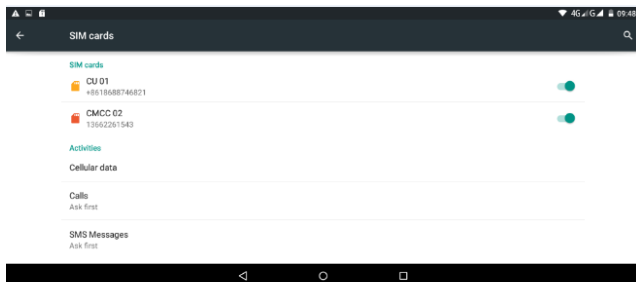 4G G 09:48
SIM cards
SIM cards
CU 01
+8618688746821
CMCC 02
13662261543
Activities
Cellular data
Calls
Ask first
SMS Messages
Ask first